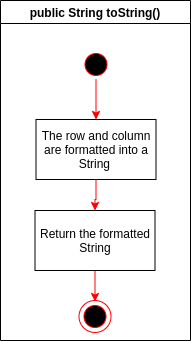 public String toString()
The row and column
are formatted into a
String
Return the formatted
String